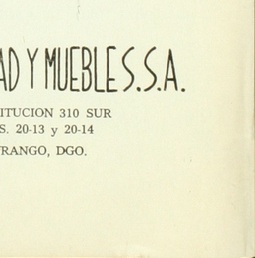 AD Y MUEBLES.S.A.
ITUCION 310 SUR
S. 20-13 y 20-14
RANGO, DGO.